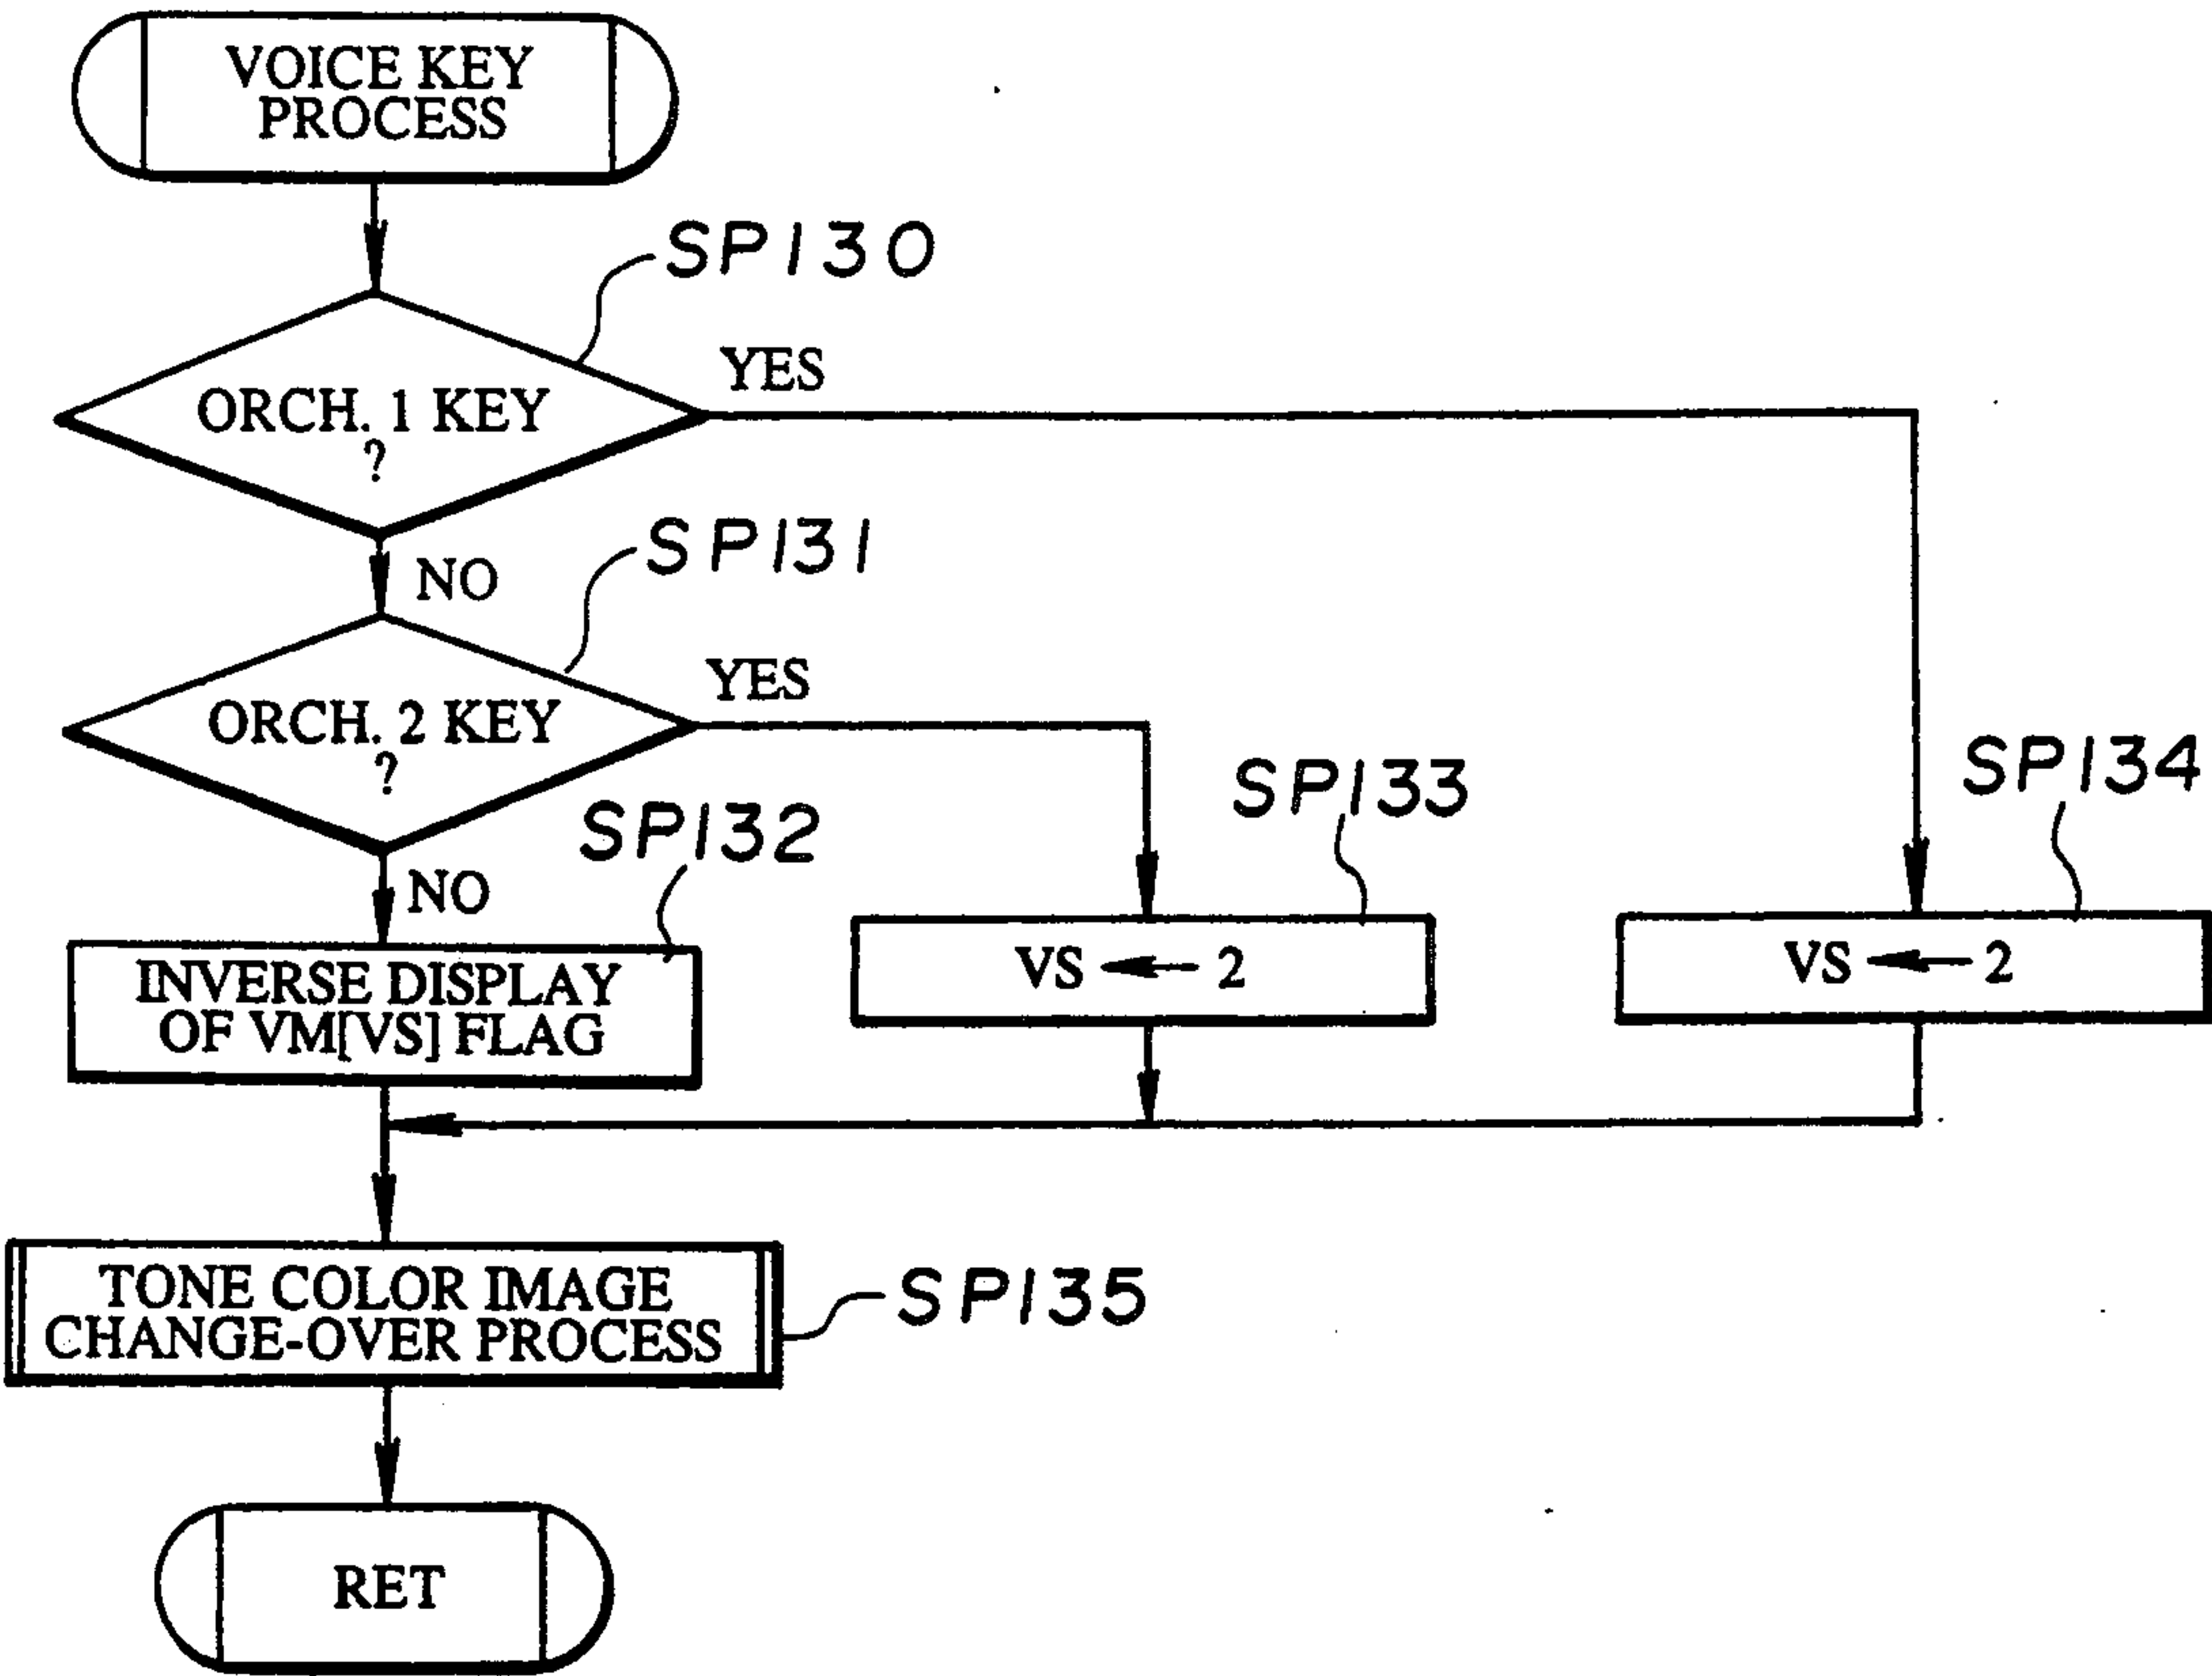 VOICE KEY
PROCESS
SP130
ORCH. 1 KEY
?
YES
NO
SP131
ORCH. 2 KEY
?
YES
NO
SP132
INVERSE DISPLAY
OF VM[VS] FLAG
SP133
VS ← 2
SP134
VS ← 2
TONE COLOR IMAGE
CHANGE-OVER PROCESS
SP135
RET